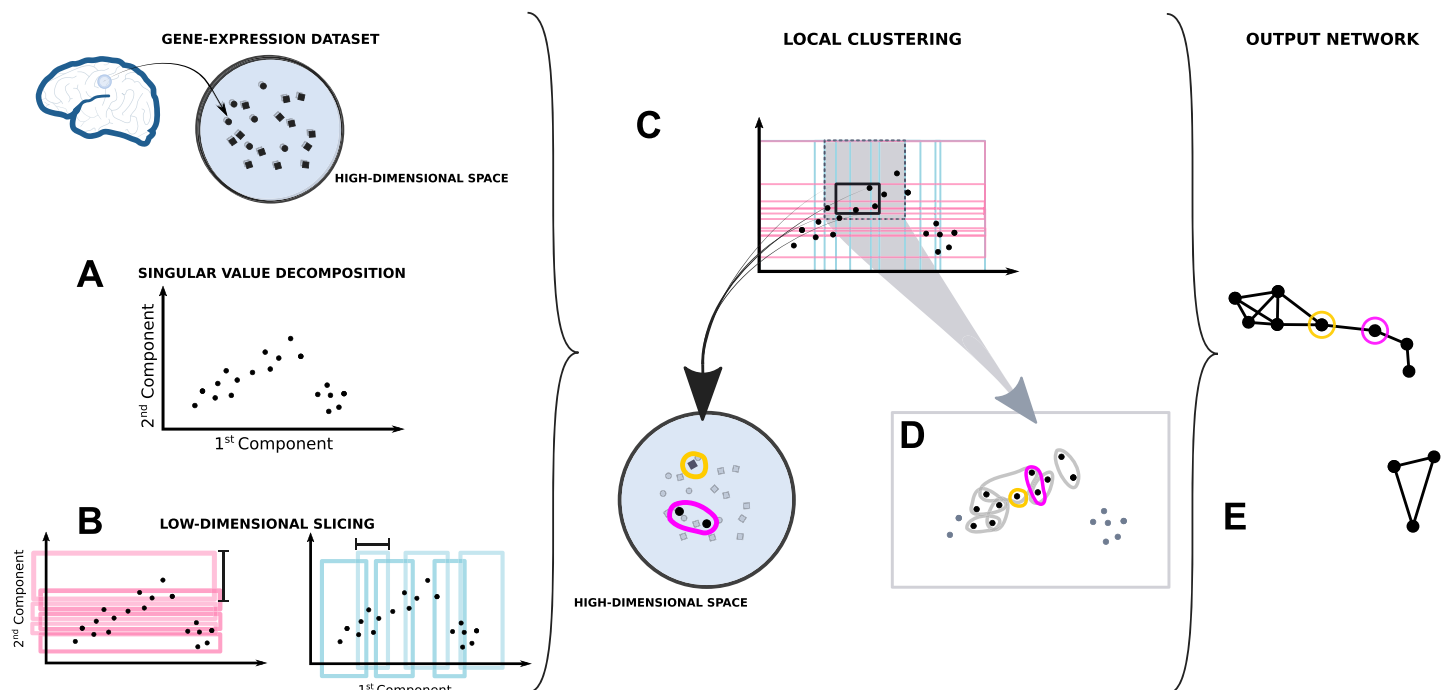 GENE-EXPRESSION DATASET
HIGH-DIMENSIONAL SPACE
A
SINGULAR VALUE DECOMPOSITION
2nd Component
1st Component
B
LOW-DIMENSIONAL SLICING
2nd Component
1st Component
LOCAL CLUSTERING
C
HIGH-DIMENSIONAL SPACE
D
OUTPUT NETWORK
E